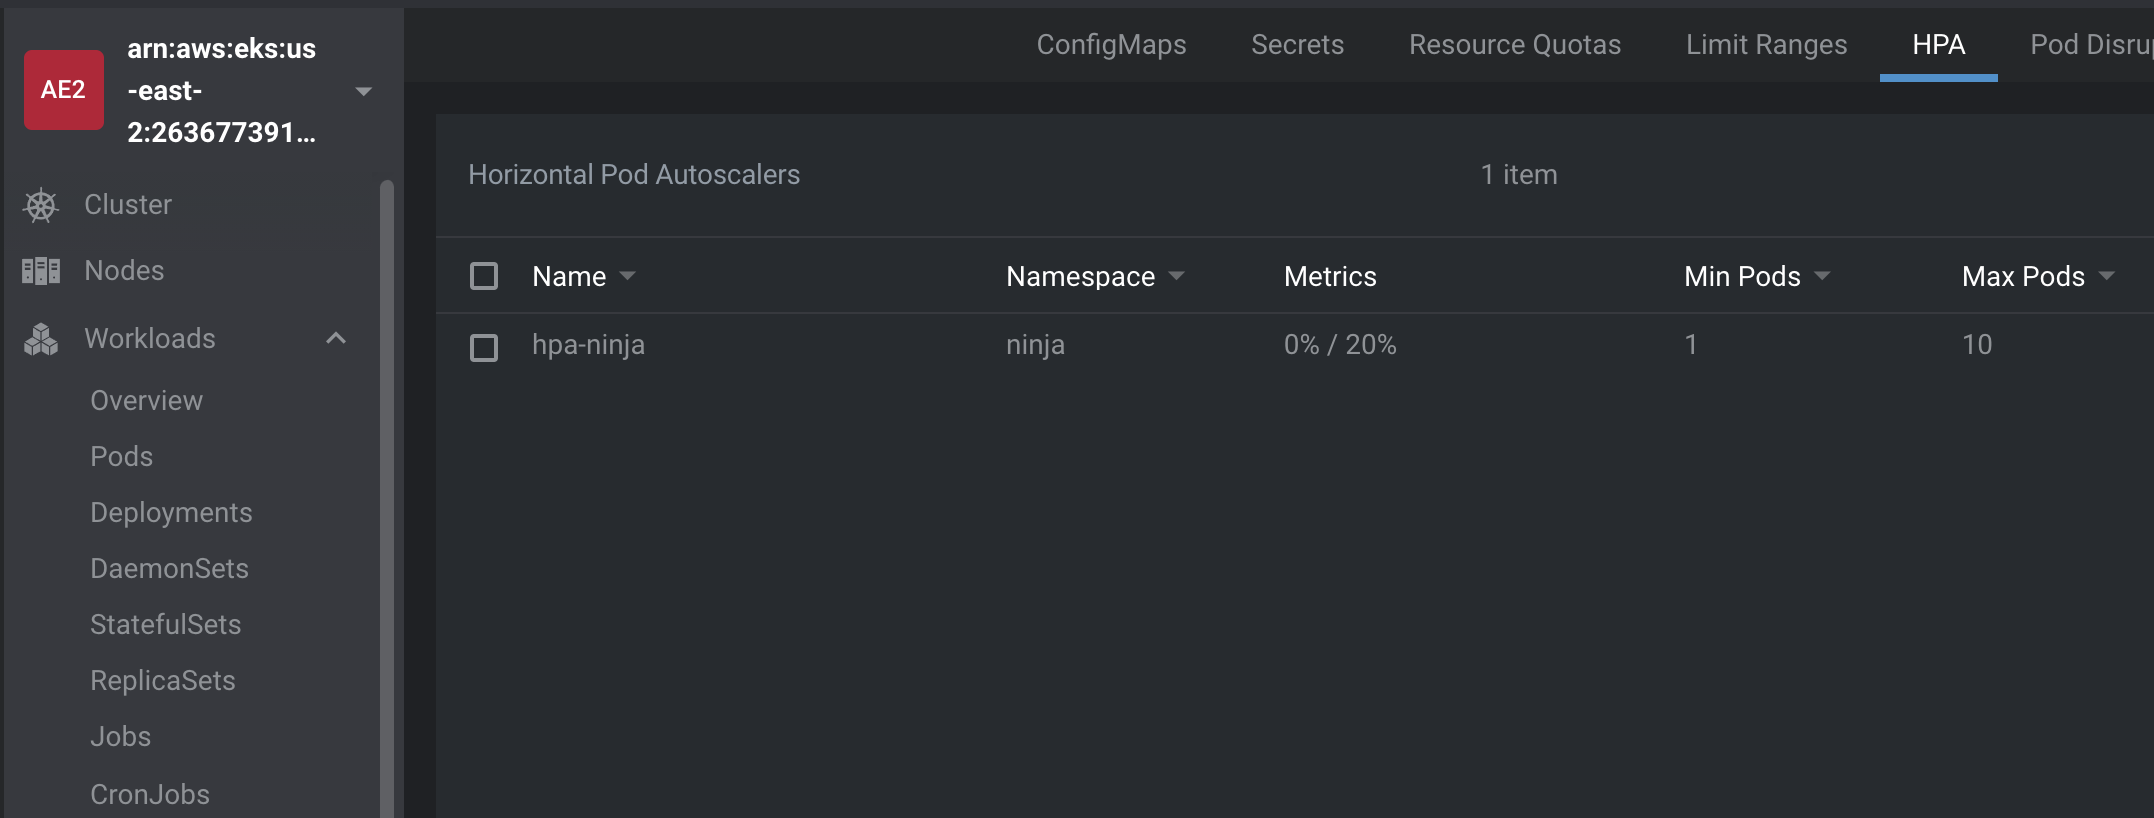 AE2
arn:aws:eks:us
-east-
2:263677391...
ConfigMaps
Secrets
Resource Quotas
Limit Ranges
HPA
Pod Disru
Cluster
Nodes
Workloads
Overview
Pods
Deployments
DaemonSets
StatefulSets
ReplicaSets
Jobs
CronJobs
Horizontal Pod Autoscalers
1 item
Name Namespace Metrics Min Pods Max Pods
hpa-ninja ninja 0% / 20% 1 10